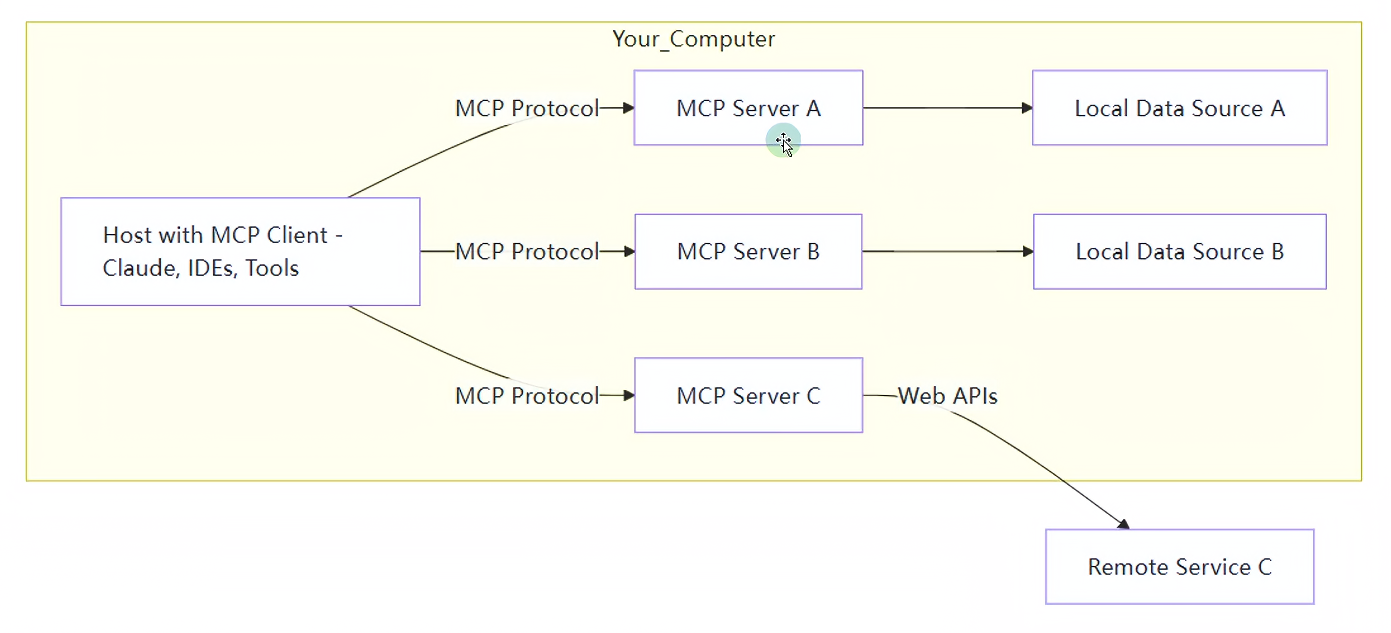 Your_Computer
MCP Protocol
MCP Server A
Local Data Source A
Host with MCP Client -
Claude, IDEs, Tools
MCP Protocol
MCP Server B
Local Data Source B
MCP Protocol
MCP Server C
Web APIs
Remote Service C